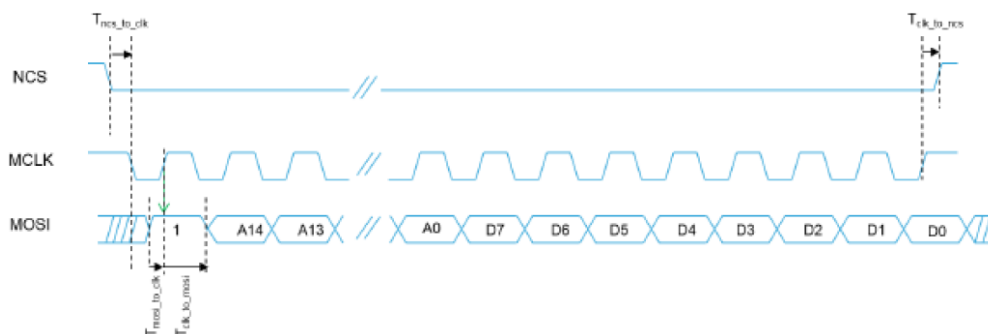 Tncs_to_clk
Tclk_to_ncs
NCS
MCLK
MOSI
1 A14 A13 A0 D7 D6 D5 D4 D3 D2 D1 D0
Tmosi_to_clk
Tclk_to_mosi